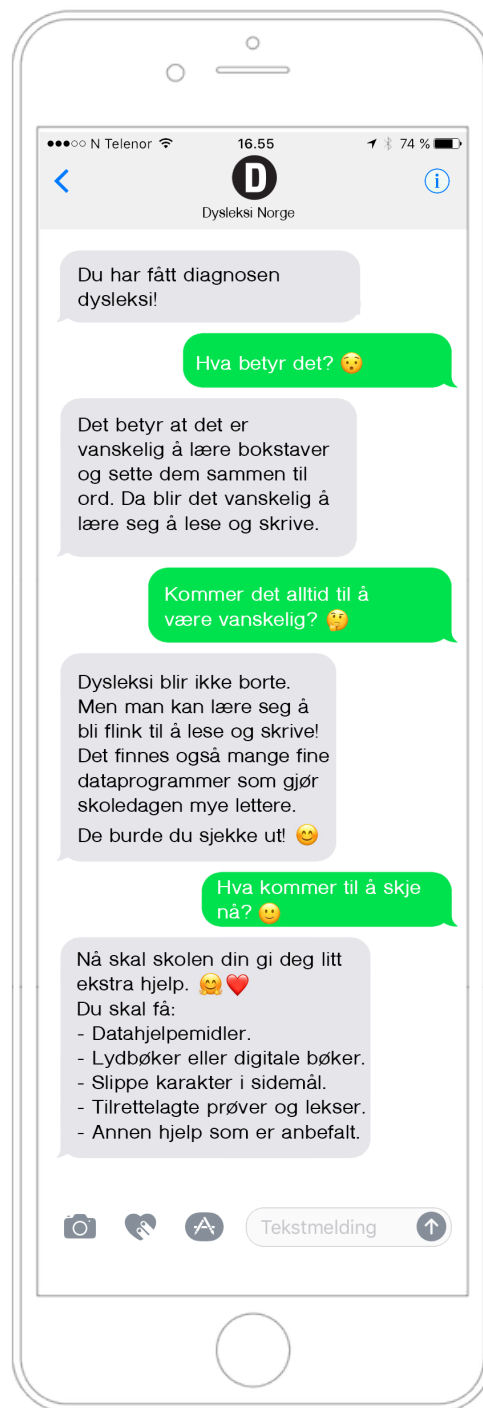 ●●●○○ N Telenor 16.55 74 %
D
Dysleksi Norge
Du har fått diagnosen
dysleksi!
Hva betyr det? 😯
Det betyr at det er
vanskelig å lære bokstaver
og sette dem sammen til
ord. Da blir det vanskelig å
lære seg å lese og skrive.
Kommer det alltid til å
være vanskelig? 🤔
Dysleksi blir ikke borte.
Men man kan lære seg å
bli flink til å lese og skrive!
Det finnes også mange fine
dataprogrammer som gjør
skoledagen mye lettere.
De burde du sjekke ut! 😊
Hva kommer til å skje
nå? 🙂
Nå skal skolen din gi deg litt
ekstra hjelp. 🤗❤️
Du skal få:
- Datahjelpemidler.
- Lydbøker eller digitale bøker.
- Slippe karakter i sidemål.
- Tilrettelagte prøver og lekser.
- Annen hjelp som er anbefalt.
Tekstmelding